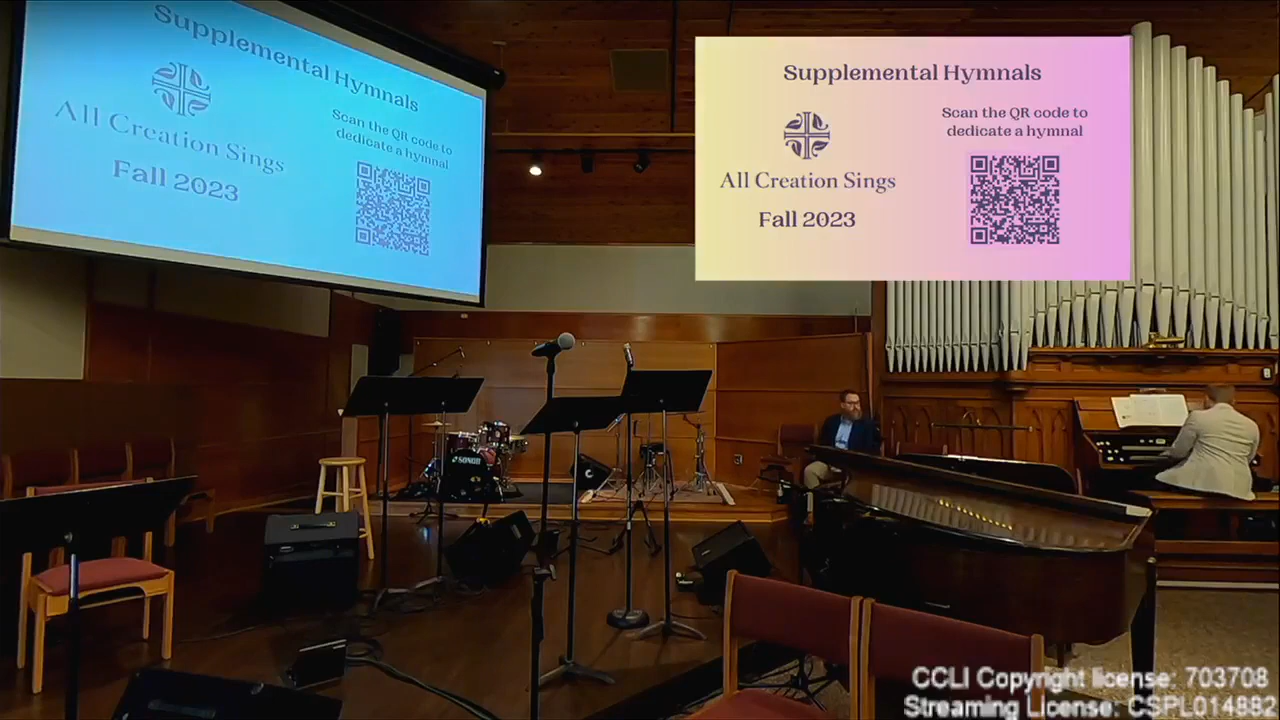 Supplemental Hymnals
Scan the QR code to
dedicate a hymnal
All Creation Sings
Fall 2023
Supplemental Hymnals
Scan the QR code to
dedicate a hymnal
All Creation Sings
Fall 2023
SONOR
CCLI Copyright license: 703708
Streaming License: CSPL014882